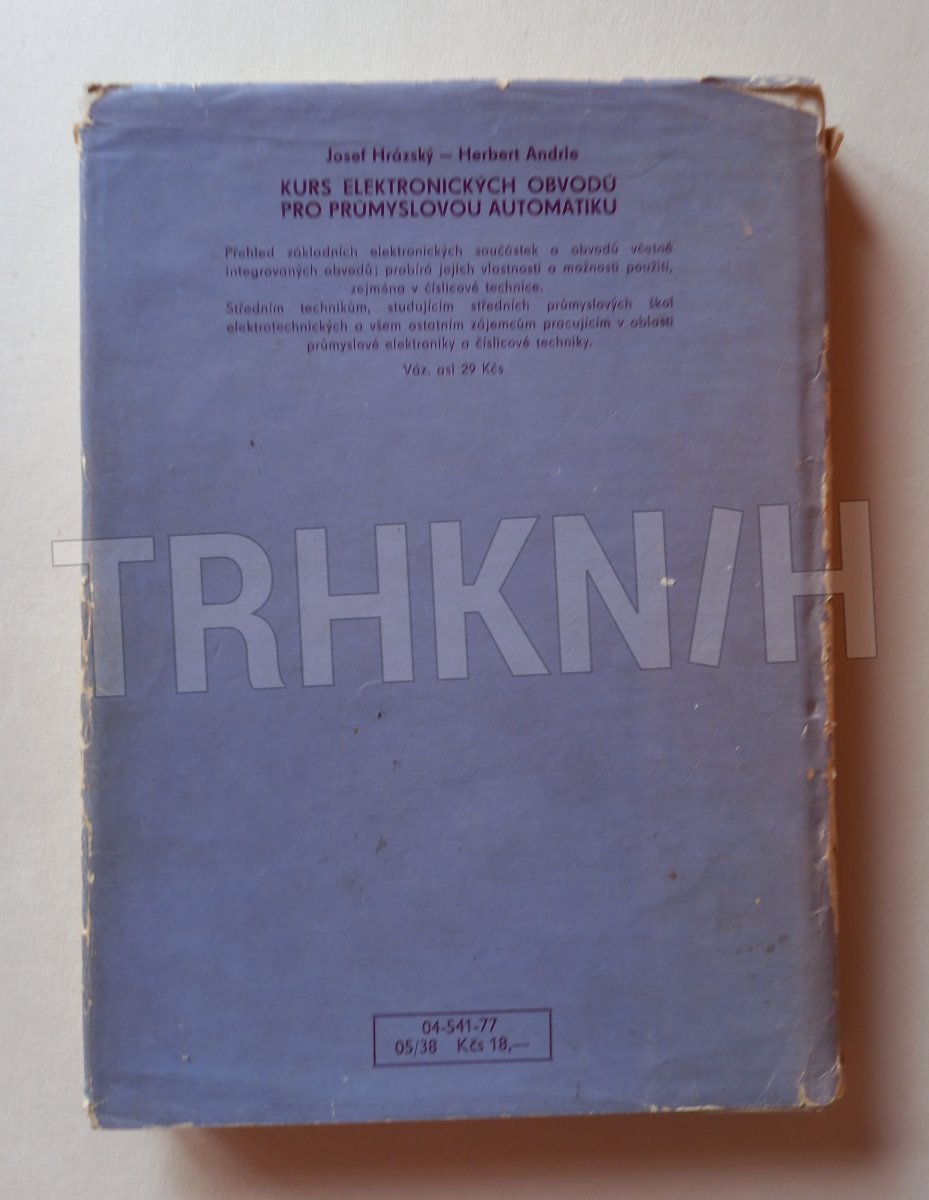 Josef Hrázský – Herbert Andrle
KURS ELEKTRONICKÝCH OBVODŮ
PRO PRŮMYSLOVOU AUTOMATIKU
Přehled základních elektronických součástek a obvodů včetně
integrovaných obvodů; probírá jejich vlastnosti a možnosti použití,
zejména v číslicové technice.
Středním technikům, studujícím středních průmyslových škol
elektrotechnických a všem ostatním zájemcům pracujícím v oblasti
průmyslové elektroniky a číslicové techniky.
Váz. asi 29 Kčs
TRHKN/H
04-541-77
05/38 Kčs 18,—